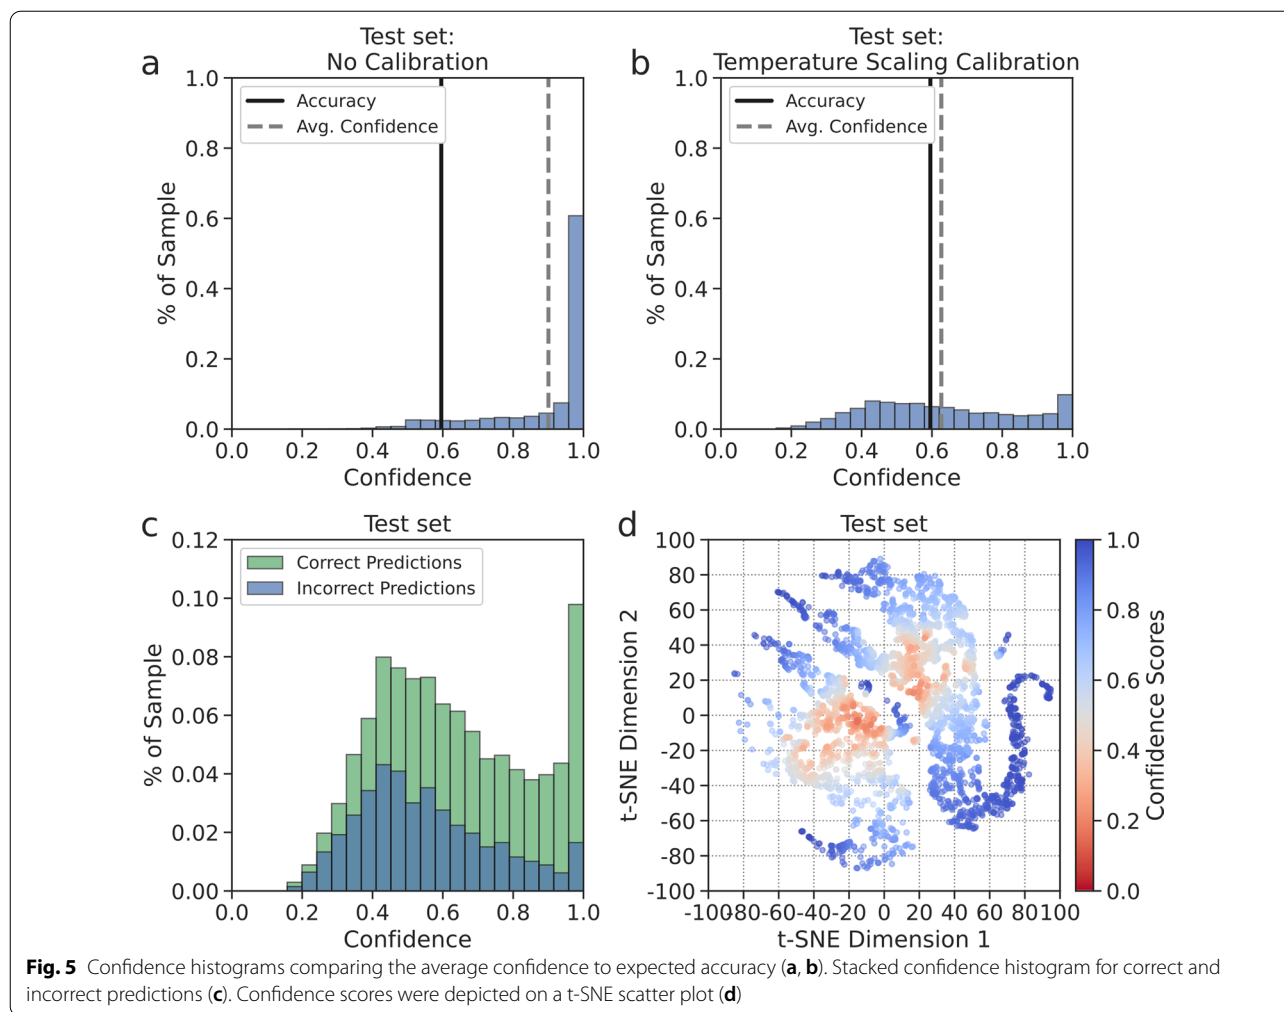 a
Test set:
No Calibration
Accuracy
Avg. Confidence
% of Sample
1.0
0.8
0.6
0.4
0.2
0.0
0.0 0.2 0.4 0.6 0.8 1.0
Confidence
b
Test set:
Temperature Scaling Calibration
Accuracy
Avg. Confidence
% of Sample
1.0
0.8
0.6
0.4
0.2
0.0
0.0 0.2 0.4 0.6 0.8 1.0
Confidence
c
Test set
Correct Predictions
Incorrect Predictions
% of Sample
0.12
0.10
0.08
0.06
0.04
0.02
0.00
0.0 0.2 0.4 0.6 0.8 1.0
Confidence
d
Test set
t-SNE Dimension 2
100
80
60
40
20
0
-20
-40
-60
-80
-100
-100 -80 -60 -40 -20 0 20 40 60 80 100
t-SNE Dimension 1
1.0
0.8
0.6
0.4
0.2
0.0
Confidence Scores
Fig. 5 Confidence histograms comparing the average confidence to expected accuracy (a, b). Stacked confidence histogram for correct and
incorrect predictions (c). Confidence scores were depicted on a t-SNE scatter plot (d)